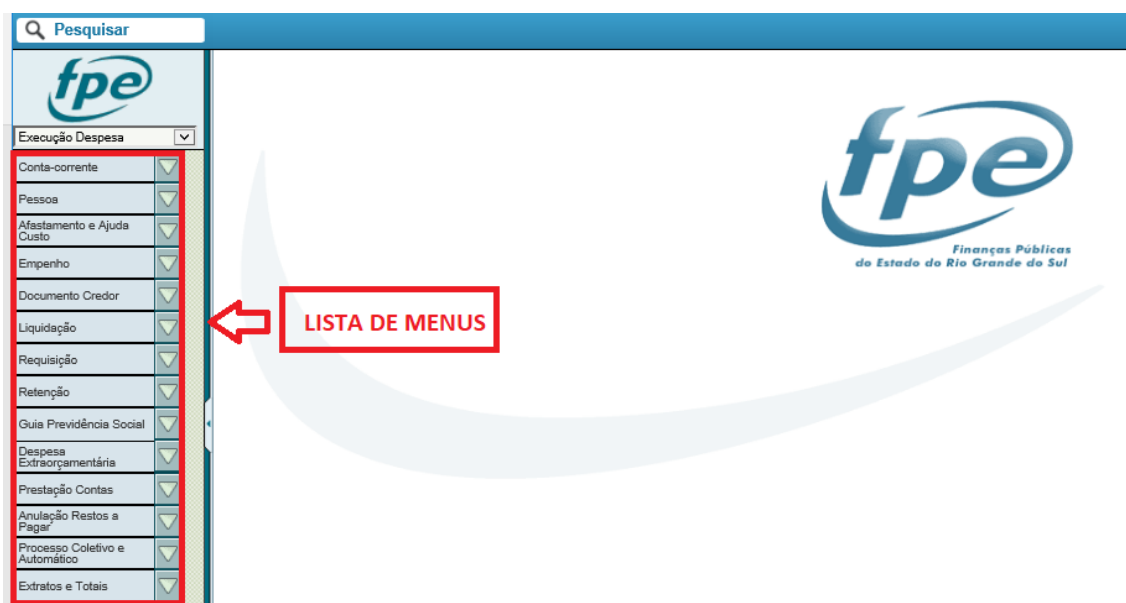 Pesquisar
fpe
Execução Despesa
Conta-corrente
Pessoa
Afastamento e Ajuda
Custo
Empenho
Documento Credor
Liquidação
Requisição
Retenção
Guia Previdência Social
Despesa
Extraorçamentária
Prestação Contas
Anulação Restos a
Pagar
Processo Coletivo e
Automático
Extratos e Totais
LISTA DE MENUS
fpe
Finanças Públicas
do Estado do Rio Grande do Sul